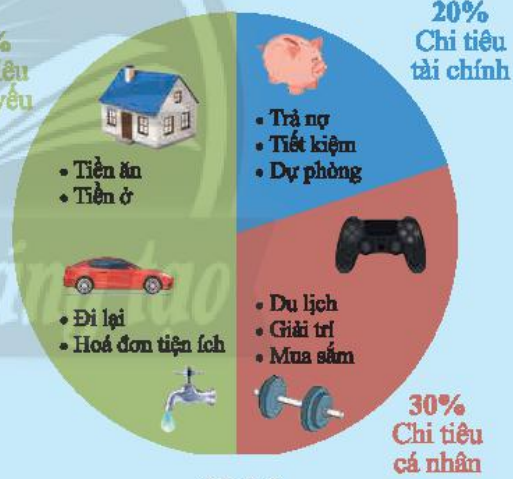 20%
Chi tiêu
tài chính
%
yếu
• Tiền ăn
• Tiền ở
• Trả nợ
• Tiết kiệm
• Dự phòng
• Đi lại
• Hoá đơn tiện ích
• Du lịch
• Giải trí
• Mua sắm
30%
Chi tiêu
cá nhân